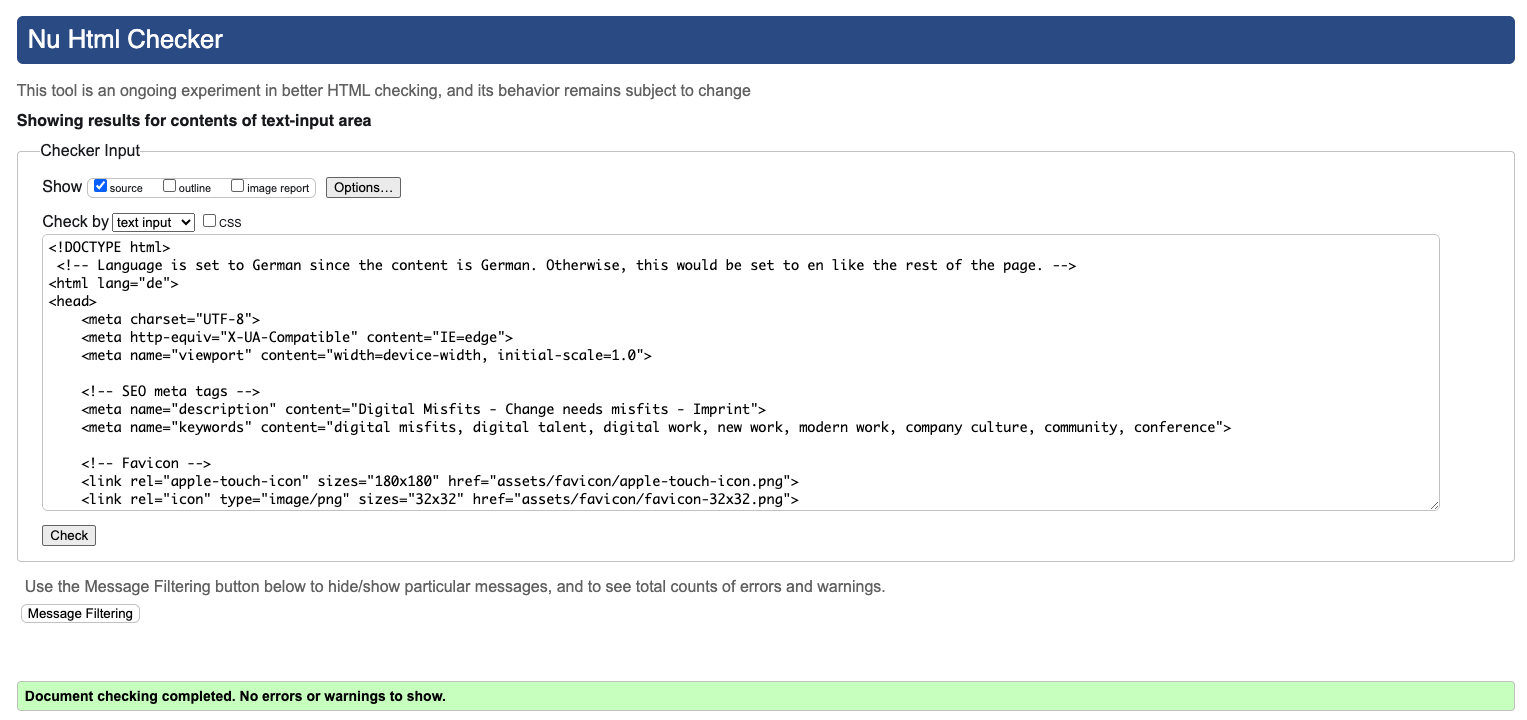 Nu Html Checker
This tool is an ongoing experiment in better HTML checking, and its behavior remains subject to change
Showing results for contents of text-input area
Checker Input
Show source outline image report Options...
Check by text input CSS
<!DOCTYPE html>
 <!-- Language is set to German since the content is German. Otherwise, this would be set to en like the rest of the page. -->
<html lang="de">
<head>
    <meta charset="UTF-8">
    <meta http-equiv="X-UA-Compatible" content="IE=edge">
    <meta name="viewport" content="width=device-width, initial-scale=1.0">
    <!-- SEO meta tags -->
    <meta name="description" content="Digital Misfits - Change needs misfits - Imprint">
    <meta name="keywords" content="digital misfits, digital talent, digital work, new work, modern work, company culture, community, conference">
    <!-- Favicon -->
    <link rel="apple-touch-icon" sizes="180x180" href="assets/favicon/apple-touch-icon.png">
    <link rel="icon" type="image/png" sizes="32x32" href="assets/favicon/favicon-32x32.png">
Check
Use the Message Filtering button below to hide/show particular messages, and to see total counts of errors and warnings.
Message Filtering
Document checking completed. No errors or warnings to show.